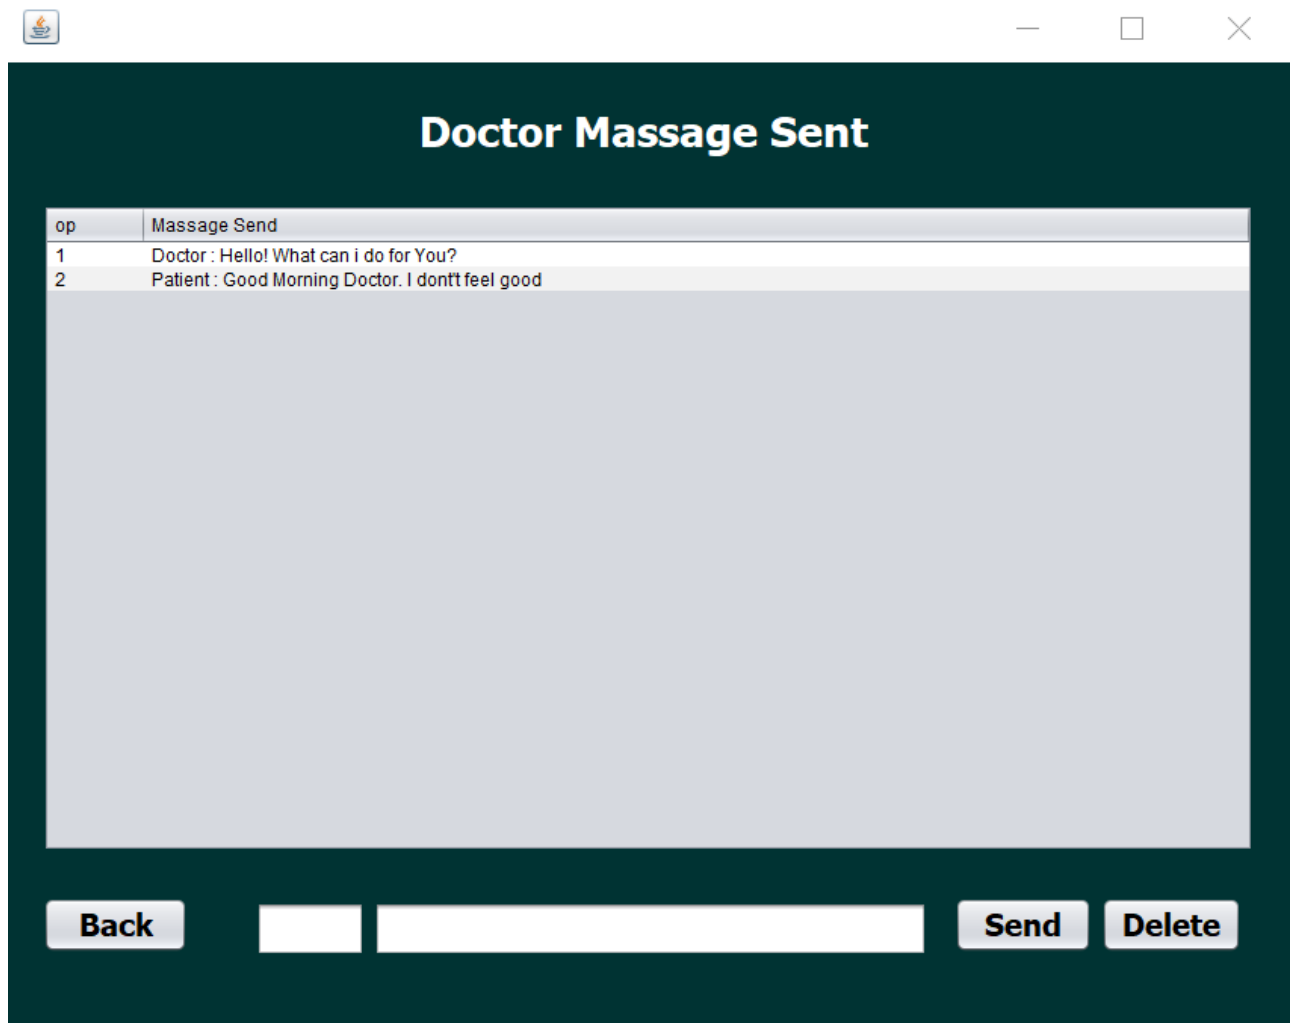 Doctor Massage Sent
op Massage Send
1 Doctor : Hello! What can i do for You?
2 Patient : Good Morning Doctor. I dont't feel good
Back Send Delete